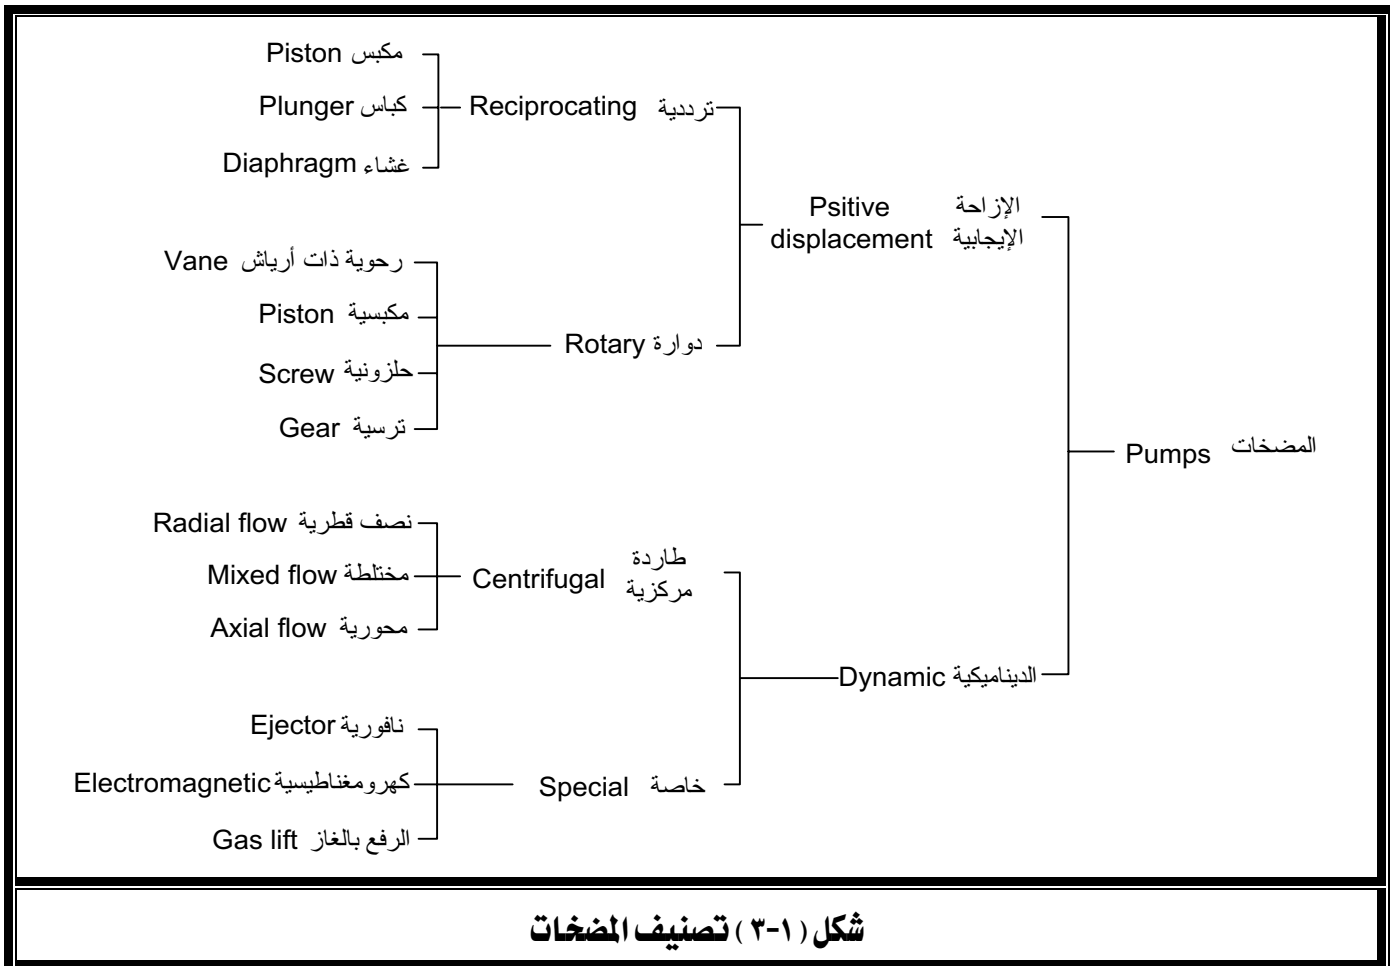 Piston مكبس
Plunger كباس
Reciprocating ترددية
Diaphragm غشاء
Psitive الإزاحة
displacement الإيجابية
Vane رحوية ذات أرياش
Piston مكبسية
Rotary دوارة
Screw حلزونية
Gear ترسية
Pumps المضخات
Radial flow نصف قطرية
Mixed flow مختلطة
Centrifugal طاردة
مركزية
Axial flow محورية
Dynamic الديناميكية
Ejector نافورية
Electromagnetic كهرومغناطيسية
Special خاصة
Gas lift الرفع بالغاز
شكل (١-٣) تصنيف المضخات